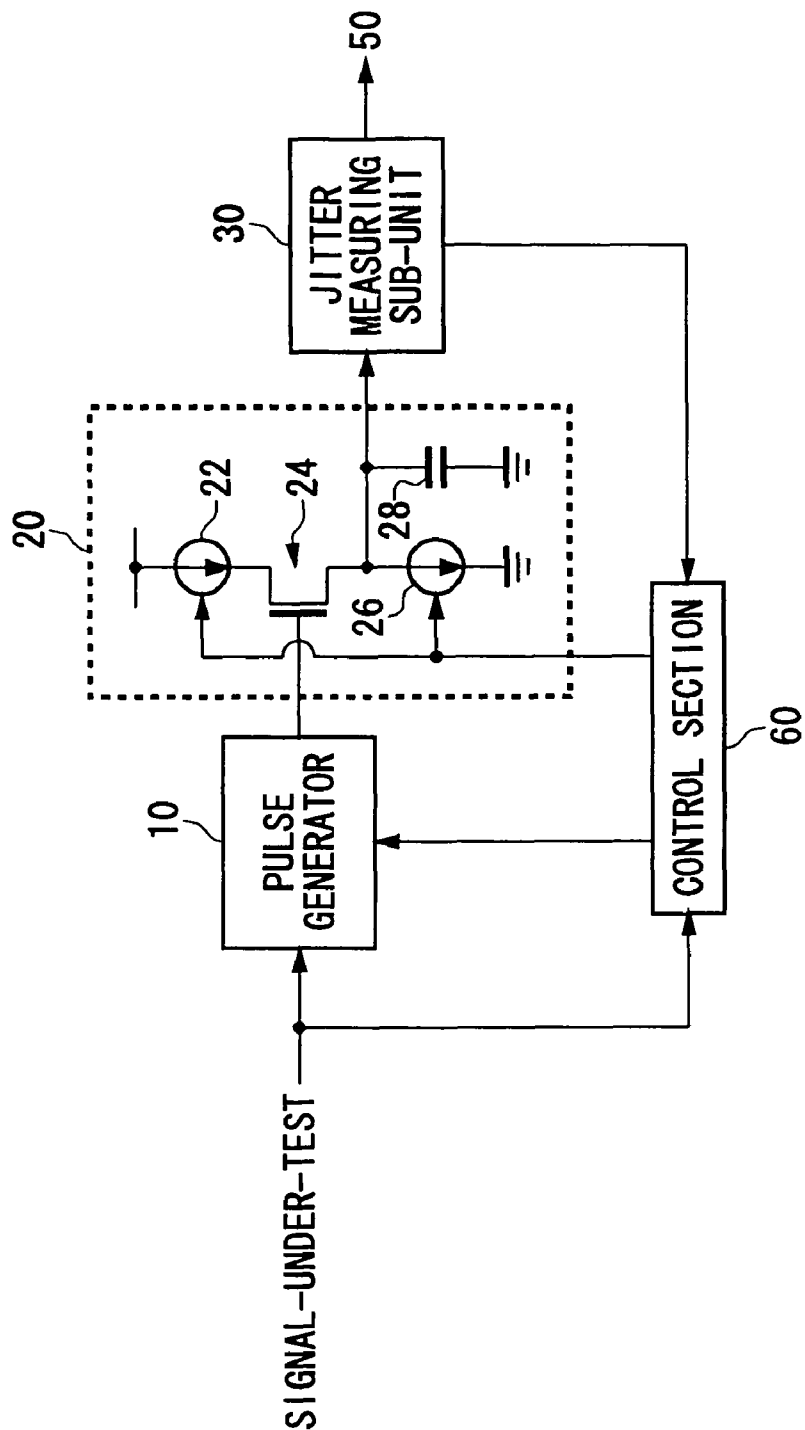 SIGNAL-UNDER-TEST
10
PULSE
GENERATOR
20
22
24
26
28
30
JITTER
MEASURING
SUB-UNIT
50
CONTROL SECTION
60